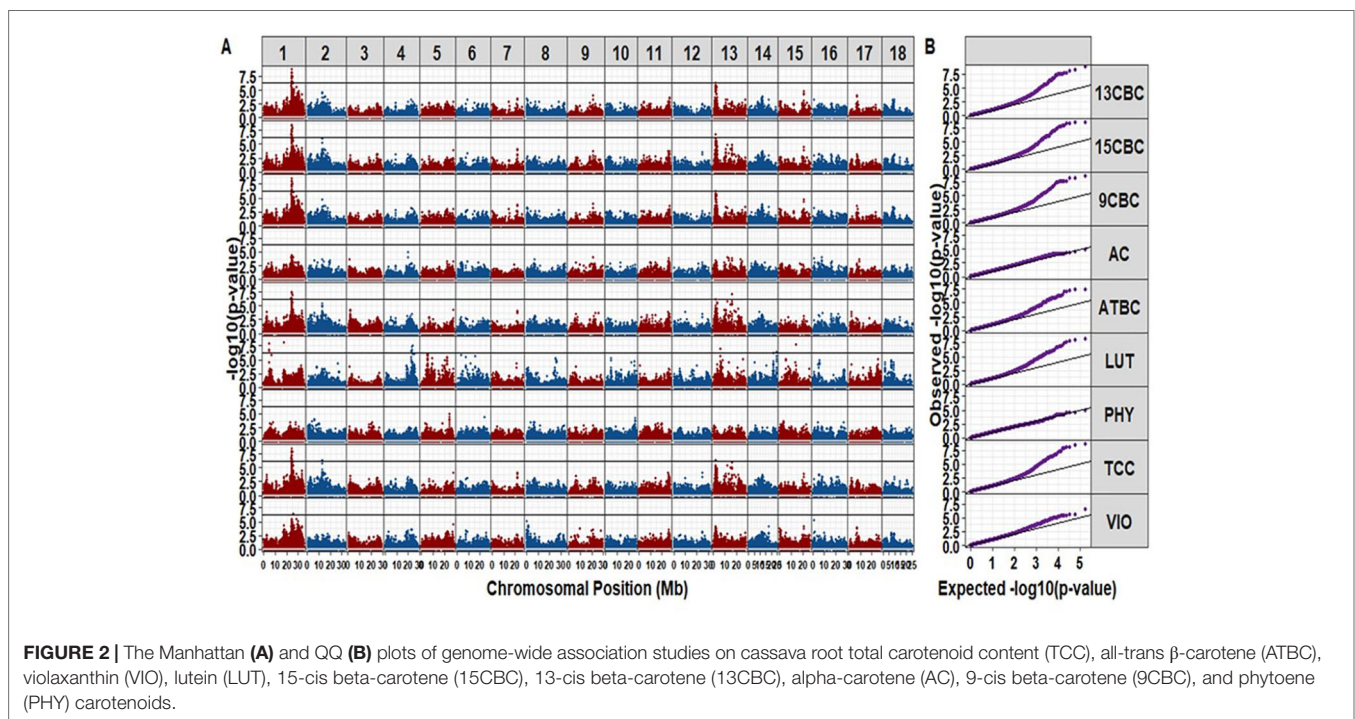 A
1 2 3 4 5 6 7 8 9 10 11 12 13 14 15 16 17 18
B
7.5
5.0
2.5
0.0
-log10(p-value)
Chromosomal Position (Mb)
Observed -log10(p-value)
13CBC
15CBC
9CBC
AC
ATBC
LUT
PHY
TCC
VIO
0 1 2 3 4 5
Expected -log10(p-value)
FIGURE 2 | The Manhattan (A) and QQ (B) plots of genome-wide association studies on cassava root total carotenoid content (TCC), all-trans β-carotene (ATBC),
violaxanthin (VIO), lutein (LUT), 15-cis beta-carotene (15CBC), 13-cis beta-carotene (13CBC), alpha-carotene (AC), 9-cis beta-carotene (9CBC), and phytoene
(PHY) carotenoids.